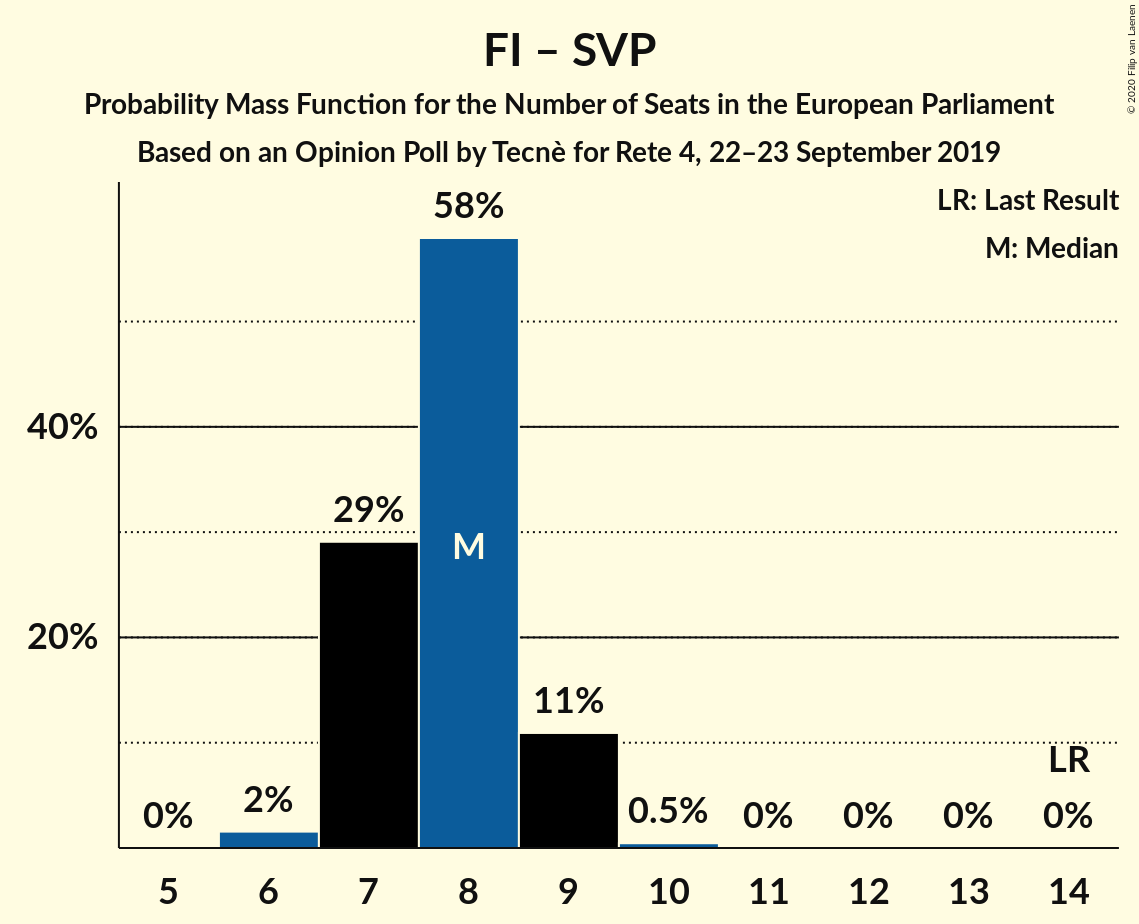 FI – SVP
Probability Mass Function for the Number of Seats in the European Parliament
Based on an Opinion Poll by Tecnè for Rete 4, 22–23 September 2019
© 2020 Filip van Laenen
LR: Last Result
M: Median
40%
20%
0%
2%
29%
58%
M
11%
0.5%
0%
0%
0%
LR
0%
5 6 7 8 9 10 11 12 13 14